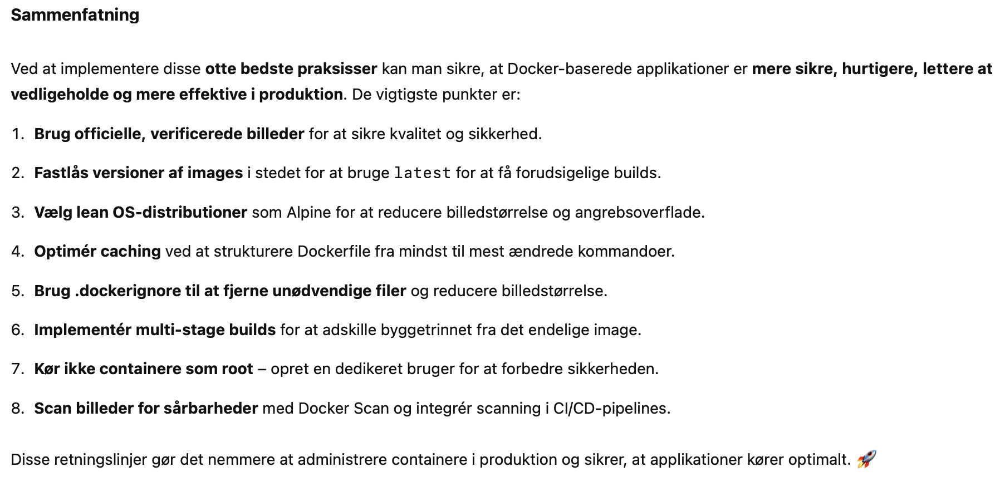 Sammenfatning
Ved at implementere disse otte bedste praksisser kan man sikre, at Docker-baserede applikationer er mere sikre, hurtigere, lettere at
vedligeholde og mere effektive i produktion. De vigtigste punkter er:
1. Brug officielle, verificerede billeder for at sikre kvalitet og sikkerhed.
2. Fastlås versioner af images i stedet for at bruge latest for at få forudsigelige builds.
3. Vælg lean OS-distributioner som Alpine for at reducere billedstørrelse og angrebsoverflade.
4. Optimér caching ved at strukturere Dockerfile fra mindst til mest ændrede kommandoer.
5. Brug .dockerignore til at fjerne unødvendige filer og reducere billedstørrelse.
6. Implementér multi-stage builds for at adskille byggetrinnet fra det endelige image.
7. Kør ikke containere som root – opret en dedikeret bruger for at forbedre sikkerheden.
8. Scan billeder for sårbarheder med Docker Scan og integrér scanning i CI/CD-pipelines.
Disse retningslinjer gør det nemmere at administrere containere i produktion og sikrer, at applikationer kører optimalt. 🚀